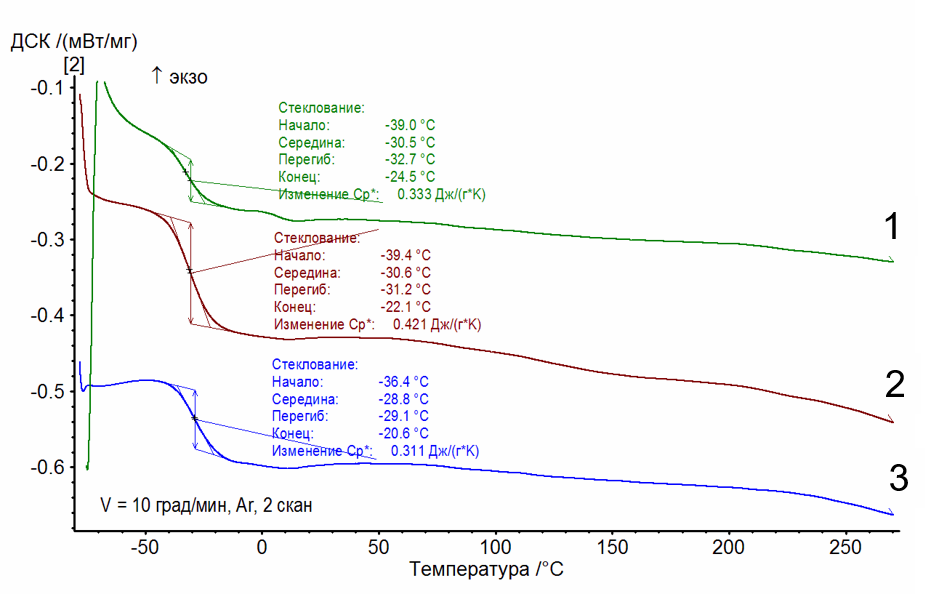 ДСК /(мВт/мг)
[2]
↑ экзо
-0.1
-0.2
-0.3
-0.4
-0.5
-0.6
Стеклование:
Начало: -39.0 °C
Середина: -30.5 °C
Перегиб: -32.7 °C
Конец: -24.5 °C
Изменение Cp*: 0.333 Дж/(г*K)
1
Стеклование:
Начало: -39.4 °C
Середина: -30.6 °C
Перегиб: -31.2 °C
Конец: -22.1 °C
Изменение Cp*: 0.421 Дж/(г*K)
2
Стеклование:
Начало: -36.4 °C
Середина: -28.8 °C
Перегиб: -29.1 °C
Конец: -20.6 °C
Изменение Cp*: 0.311 Дж/(г*K)
3
V = 10 град/мин, Ar, 2 скан
-50 0 50 100 150 200 250
Температура /°C